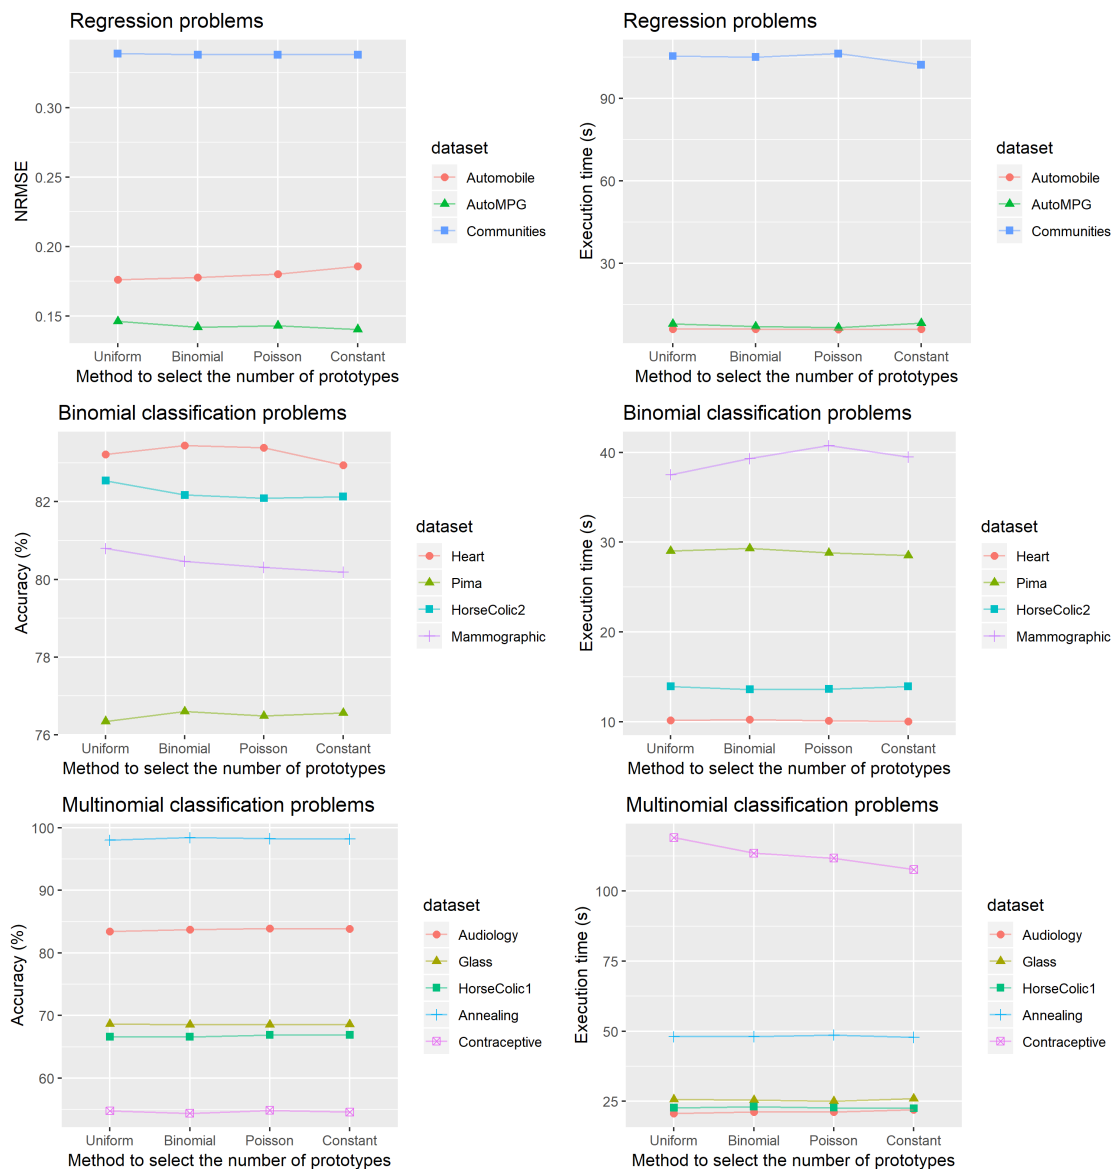 Regression problems
NRMSE
0.30
0.25
0.20
0.15
Uniform Binomial Poisson Constant
Method to select the number of prototypes
dataset
Automobile
AutoMPG
Communities
Regression problems
Execution time (s)
90
60
30
Uniform Binomial Poisson Constant
Method to select the number of prototypes
dataset
Automobile
AutoMPG
Communities
Binomial classification problems
Accuracy (%)
82
80
78
76
Uniform Binomial Poisson Constant
Method to select the number of prototypes
dataset
Heart
Pima
HorseColic2
Mammographic
Binomial classification problems
Execution time (s)
40
30
20
10
Uniform Binomial Poisson Constant
Method to select the number of prototypes
dataset
Heart
Pima
HorseColic2
Mammographic
Multinomial classification problems
Accuracy (%)
100
90
80
70
60
Uniform Binomial Poisson Constant
Method to select the number of prototypes
dataset
Audiology
Glass
HorseColic1
Annealing
Contraceptive
Multinomial classification problems
Execution time (s)
100
75
50
25
Uniform Binomial Poisson Constant
Method to select the number of prototypes
dataset
Audiology
Glass
HorseColic1
Annealing
Contraceptive